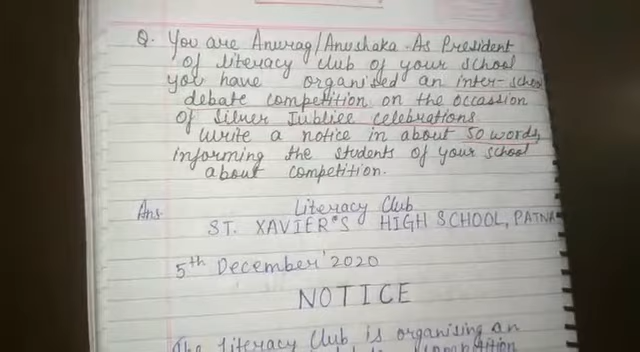 Q. You are Anurag/Anushaka. As President
of literacy club of your school
you have organised an inter-school
debate competition on the occassion
of Silver Jubliee celebrations.
Write a notice in about 50 words,
informing the students of your school
about competition.
Ans. Literacy Club
ST. XAVIER'S HIGH SCHOOL, PATNA
5th December' 2020
NOTICE
The Literacy Club is organising an
competition